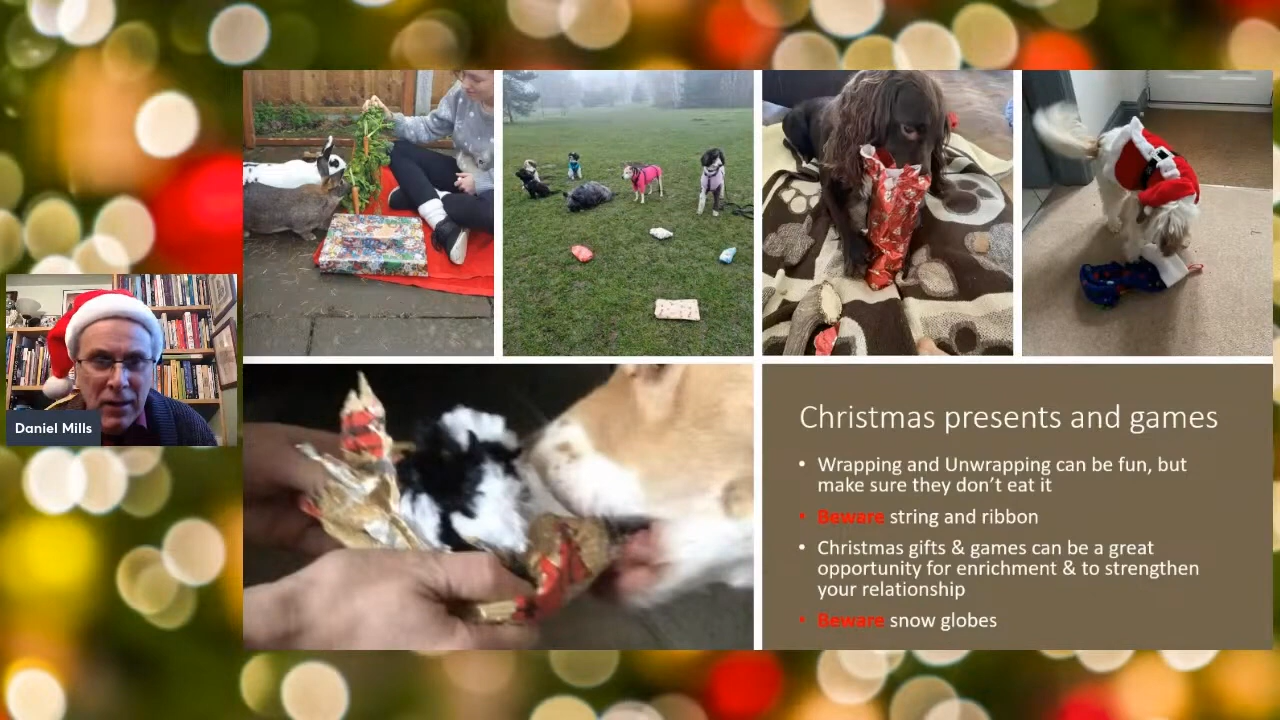 Daniel Mills
Christmas presents and games
• Wrapping and Unwrapping can be fun, but
make sure they don't eat it
• Beware string and ribbon
• Christmas gifts & games can be a great
opportunity for enrichment & to strengthen
your relationship
• Beware snow globes